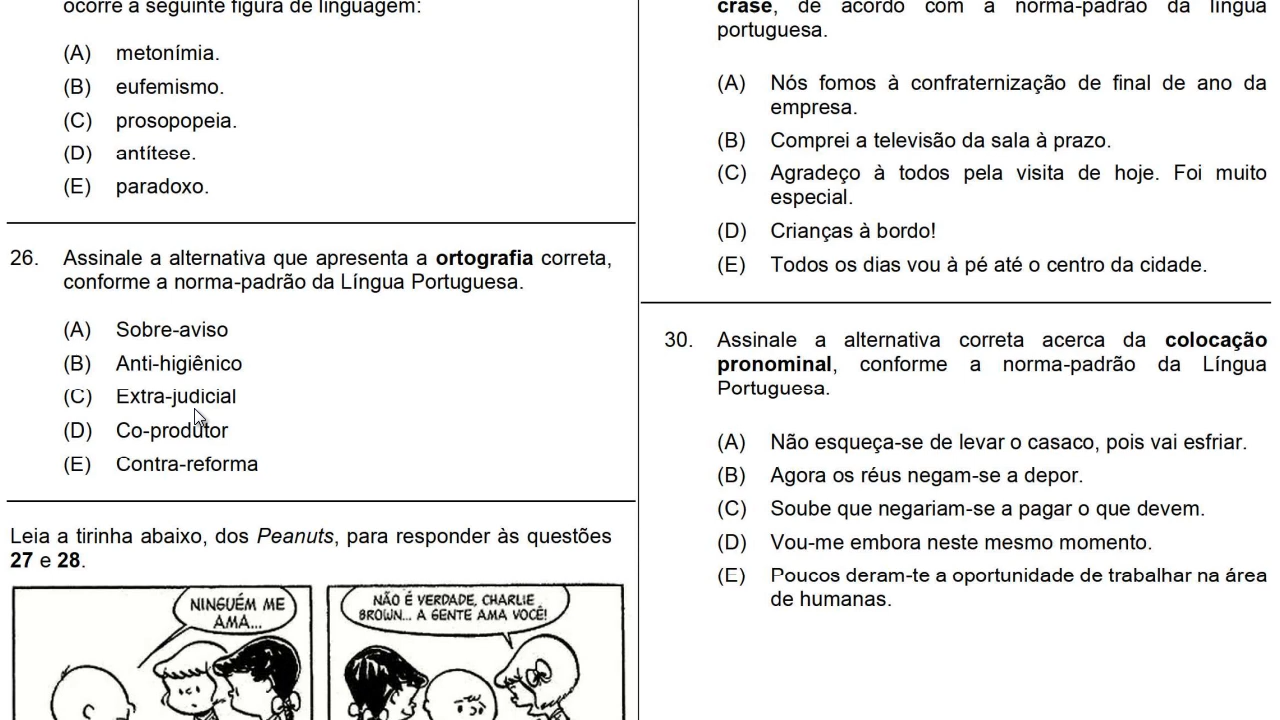 ocorre a seguinte figura de linguagem:
(A) metonímia.
(B) eufemismo.
(C) prosopopeia.
(D) antítese.
(E) paradoxo.
26. Assinale a alternativa que apresenta a ortografia correta,
conforme a norma-padrão da Língua Portuguesa.
(A) Sobre-aviso
(B) Anti-higiênico
(C) Extra-judicial
(D) Co-produtor
(E) Contra-reforma
Leia a tirinha abaixo, dos Peanuts, para responder às questões
27 e 28.
NINGUÉM ME
AMA...
NÃO É VERDADE, CHARLIE
BROWN... A GENTE AMA VOCÊ!
crase, de acordo com a norma-padrão da língua
portuguesa.
(A) Nós fomos à confraternização de final de ano da
empresa.
(B) Comprei a televisão da sala à prazo.
(C) Agradeço à todos pela visita de hoje. Foi muito
especial.
(D) Crianças à bordo!
(E) Todos os dias vou à pé até o centro da cidade.
30. Assinale a alternativa correta acerca da colocação
pronominal, conforme a norma-padrão da Língua
Portuguesa.
(A) Não esqueça-se de levar o casaco, pois vai esfriar.
(B) Agora os réus negam-se a depor.
(C) Soube que negariam-se a pagar o que devem.
(D) Vou-me embora neste mesmo momento.
(E) Poucos deram-te a oportunidade de trabalhar na área
de humanas.